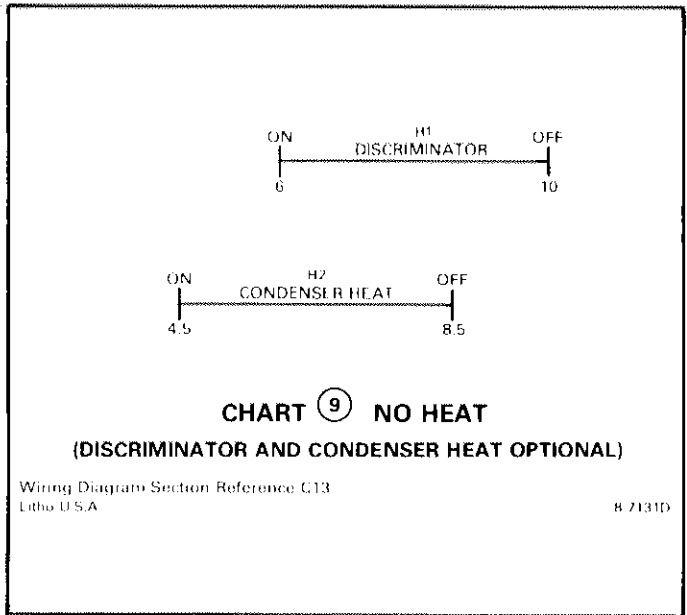 ON H1 OFF
DISCRIMINATOR
6 10
ON H2 OFF
CONDENSER HEAT
4.5 8.5
CHART 9 NO HEAT
(DISCRIMINATOR AND CONDENSER HEAT OPTIONAL)
Wiring Diagram Section Reference C13
Litho U.S.A 8 7131D